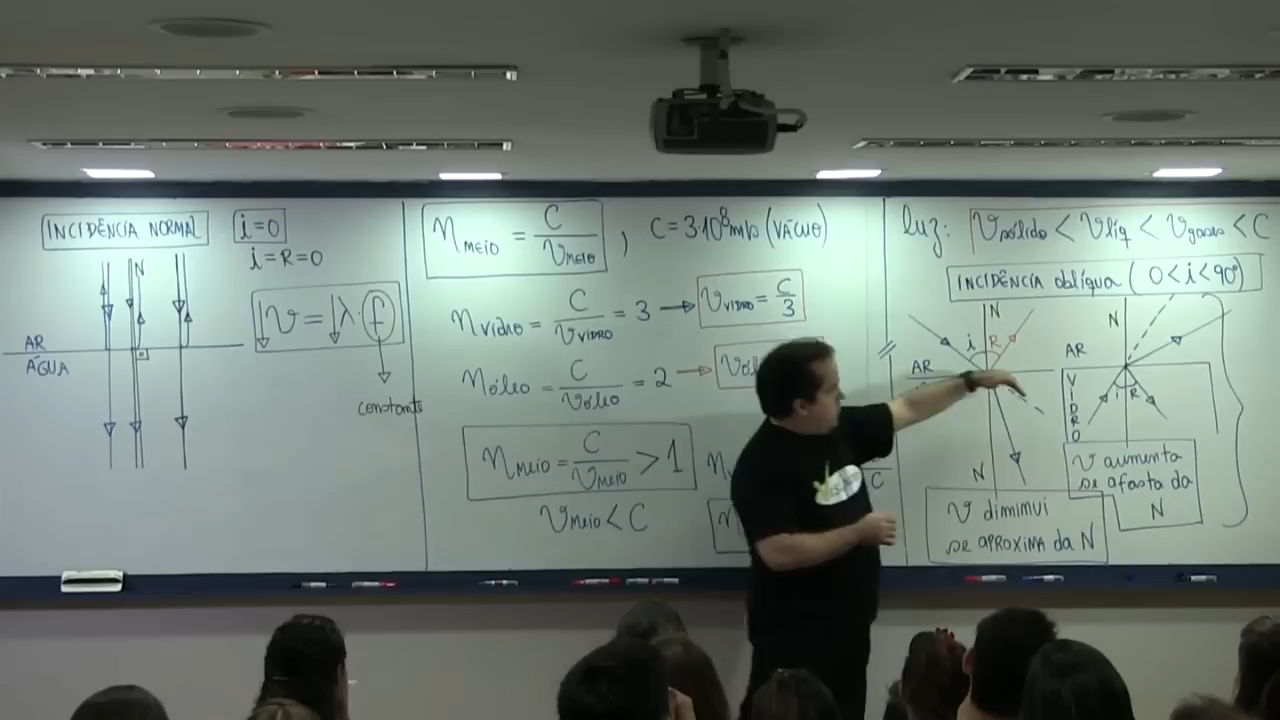 INCIDÊNCIA NORMAL
i=0
i=R=0
N
AR
ÁGUA
↓V=↓λ.f
constante
n MEIO = C / V MEIO , C=3.10⁸m/s (VÁCUO)
n VIDRO = C / V VIDRO = 3 → V VIDRO = C / 3
n ÓLEO = C / V ÓLEO = 2 →
n MEIO = C / V MEIO > 1
V MEIO < C
C
luz: V sólido < V líq < V gases < C
INCIDÊNCIA oblíqua (0<i<90°)
N
i R
AR
N
V diminui
se APROXIMA da N
N
AR
VIDRO
i R
V aumenta
se afasta da
N